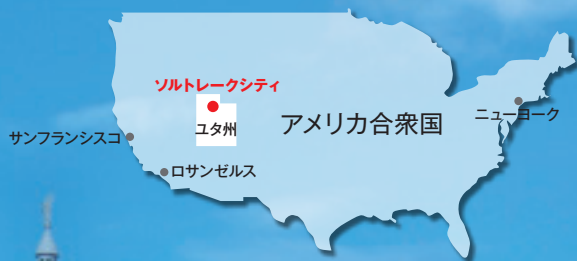 ソルトレークシティ
ユタ州
アメリカ合衆国
ニューヨーク
サンフランシスコ
ロサンゼルス